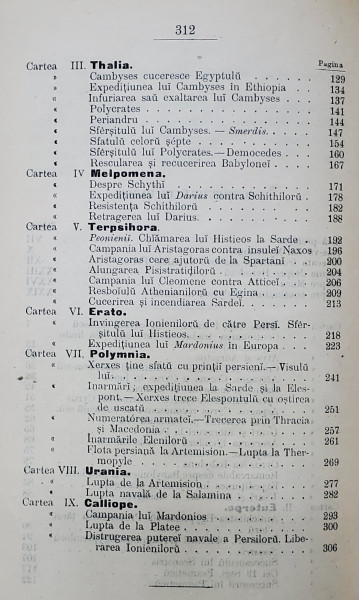 312
Pagina
Cartea III. Thalia.
» Cambyses cuceresce Egyptulŭ . . . . . . 129
» Expedițiunea luĭ Cambyses în Ethiopia . . 134
» Infuriarea saŭ exaltarea luĭ Cambyses . . . 137
« Polycrates . . . . . . . . . . 141
« Periandru . . . . . . . . . . 144
« Sfêrșitulŭ luĭ Cambyses. — Smerdis. . . . 147
« Sfatulŭ celorŭ șépte . . . . . . . 154
« Sfêrșitulŭ luĭ Polycrates.—Democedes . . . 160
« Rescularea și recucerirea Babyloneĭ . . . . 167
Cartea IV Melpomena.
« Despre Schythĭ . . . . . . . . 171
« Expedițiunea luĭ Darius contra Schithilorŭ . 178
« Resistența Schithilorŭ . . . . . . . 182
« Retragerea luĭ Darius. . . . . . . . 188
Cartea V. Terpsihora.
« Peonieniĭ. Chĭămarea luĭ Histieos la Sarde . 192
« Campania luĭ Aristagoras contra insuleĭ Naxos 196
« Aristagoras cere ajutorŭ de la Spartanĭ . . 200
« Alungarea Pisistratidilorŭ . . . . . . 204
« Campania luĭ Cleomene contra Atticeĭ . . . 206
« Resboiulŭ Athenianilorŭ cu Egina . . . . 209
« Cucerirea și incendiarea Sardeĭ . . . . . 213
Cartea VI. Erato.
« Invingerea Ionienilorŭ de către Persĭ. Sfêr-
șitulŭ luĭ Histieos. . . . . . . . 218
« Expedițiunea luĭ Mardonius în Europa . . . 223
Cartea VII. Polymnia.
« Xerxes ține sfatŭ cu prințiĭ persienĭ.—Visulŭ
luĭ. . . . . . . . . . . . 241
« Inarmărĭ, expedițiunea la Sarde și la Eles-
pont.—Xerxes trece Elespontulŭ cu oștirea
de uscatŭ . . . . . . . . . . 251
« Numeratórea armateĭ.—Trecerea prin Thracia
și Macedonia . . . . . . . . . 257
« Inarmările Elenilorŭ . . . . . . . 261
« Flota persiană la Artemision.—Lupta la Ther-
mopyle . . . . . . . . . . 269
Cartea VIII. Urania.
« Lupta de la Artemision . . . . . . . 277
« Lupta navală de la Salamina . . . . . 282
Cartea IX. Calliope.
« Campania luĭ Mardonios . . . . . . 293
« Lupta de la Platee . . . . . . . . 300
« Distrugerea putereĭ navale a Persilorŭ. Libe-
rarea Ionienilorŭ . . . . . . . . 306